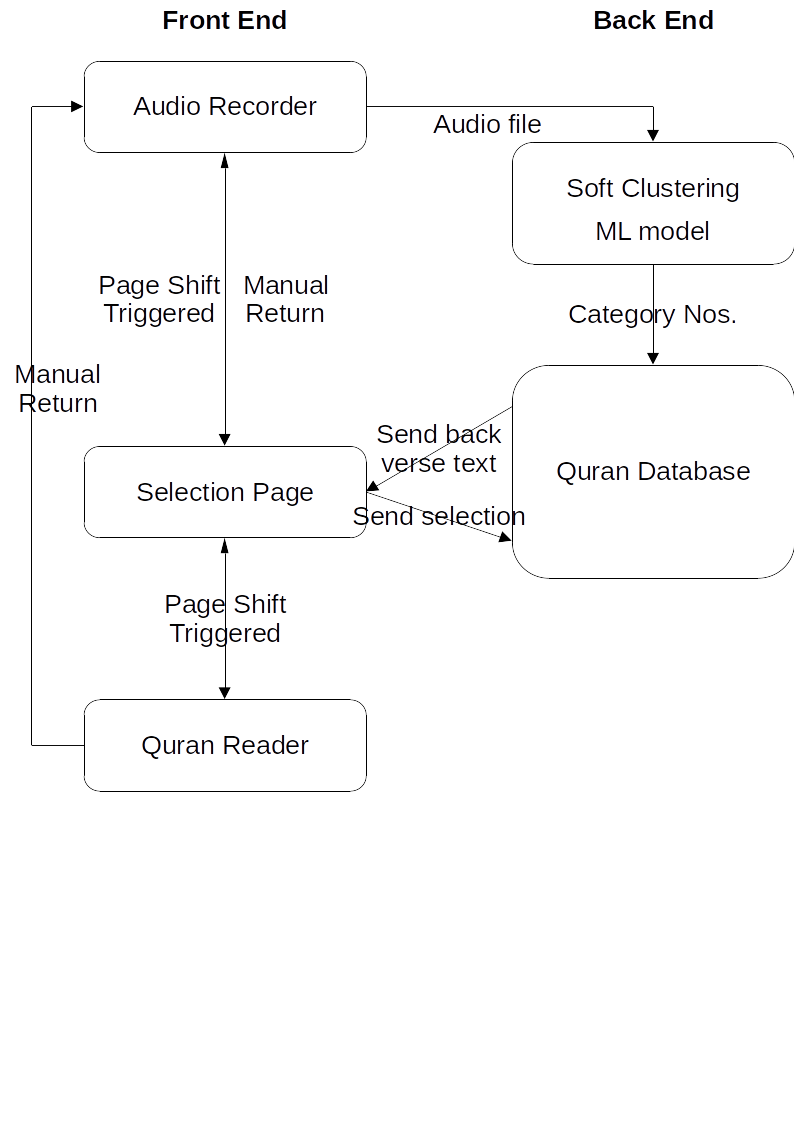 Front End
Back End
Audio Recorder
Audio file
Soft Clustering
ML model
Page Shift
Triggered
Manual
Return
Category Nos.
Manual
Return
Send back
verse text
Quran Database
Selection Page
Send selection
Page Shift
Triggered
Quran Reader